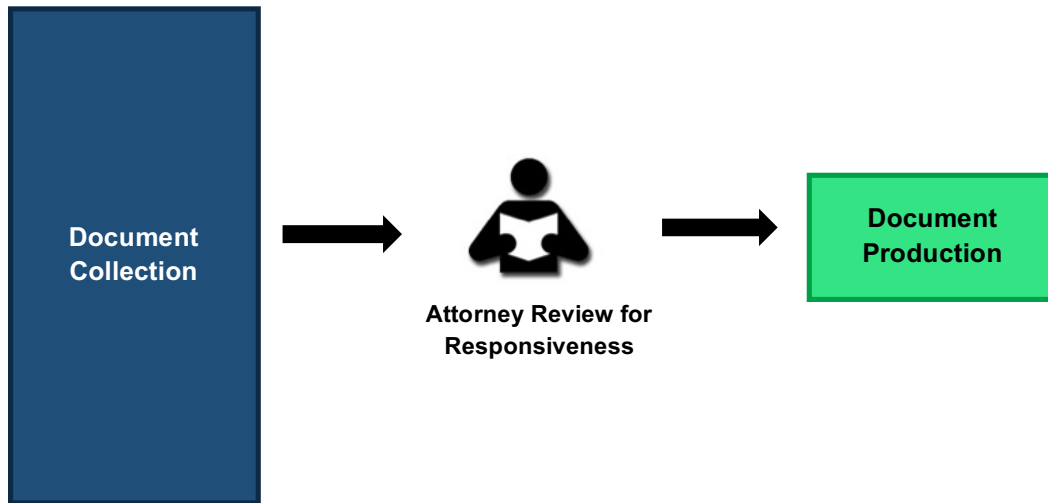 Document
Collection
Attorney Review for
Responsiveness
Document
Production